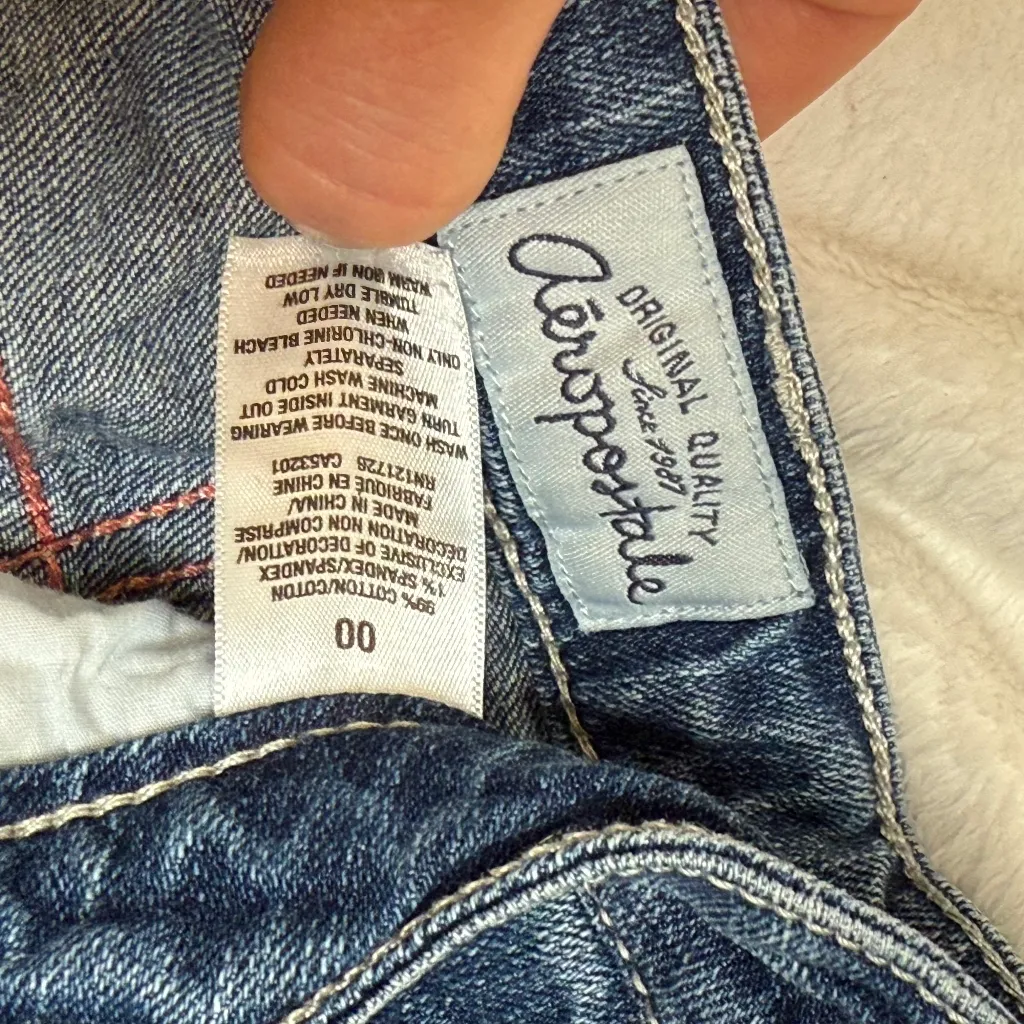 00
99% COTTON/COTON
1% SPANDEX/SPANDEX
EXCLUSIVE OF DECORATION/
DÉCORATION NON COMPRISE
MADE IN CHINA/
FABRIQUE EN CHINE
RN121728 CA53201
WASH ONCE BEFORE WEARING
TURN GARMENT INSIDE OUT
MACHINE WASH COLD
SEPARATELY
ONLY NON-CHLORINE BLEACH
WHEN NEEDED
TUMBLE DRY LOW
WARM IRON IF NEEDED
ORIGINAL QUALITY
Since 1987
Aéropostale